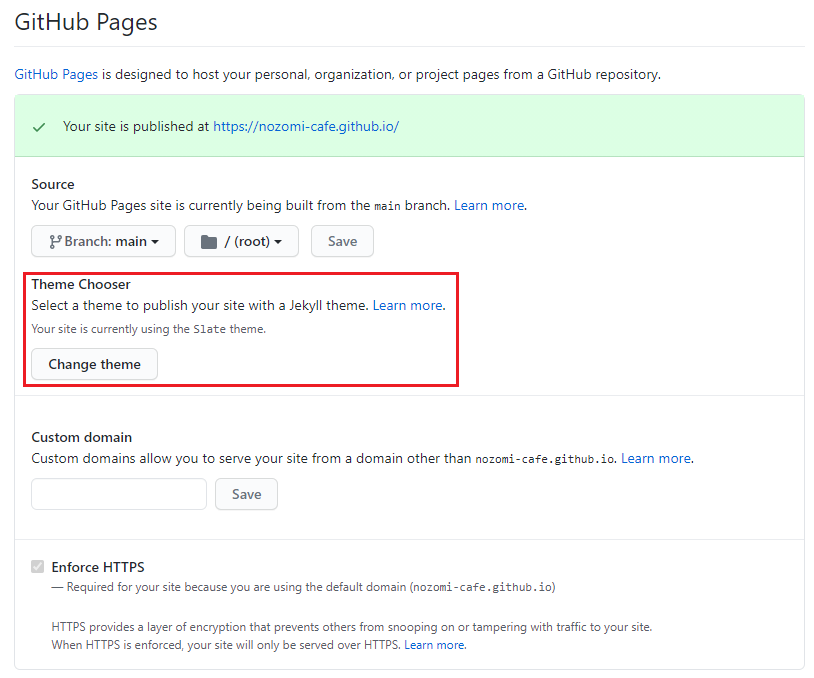 GitHub Pages
GitHub Pages is designed to host your personal, organization, or project pages from a GitHub repository.
Your site is published at https://nozomi-cafe.github.io/
Source
Your GitHub Pages site is currently being built from the main branch. Learn more.
Branch: main / (root) Save
Theme Chooser
Select a theme to publish your site with a Jekyll theme. Learn more.
Your site is currently using the Slate theme.
Change theme
Custom domain
Custom domains allow you to serve your site from a domain other than nozomi-cafe.github.io. Learn more.
Save
Enforce HTTPS
— Required for your site because you are using the default domain (nozomi-cafe.github.io)
HTTPS provides a layer of encryption that prevents others from snooping on or tampering with traffic to your site.
When HTTPS is enforced, your site will only be served over HTTPS. Learn more.